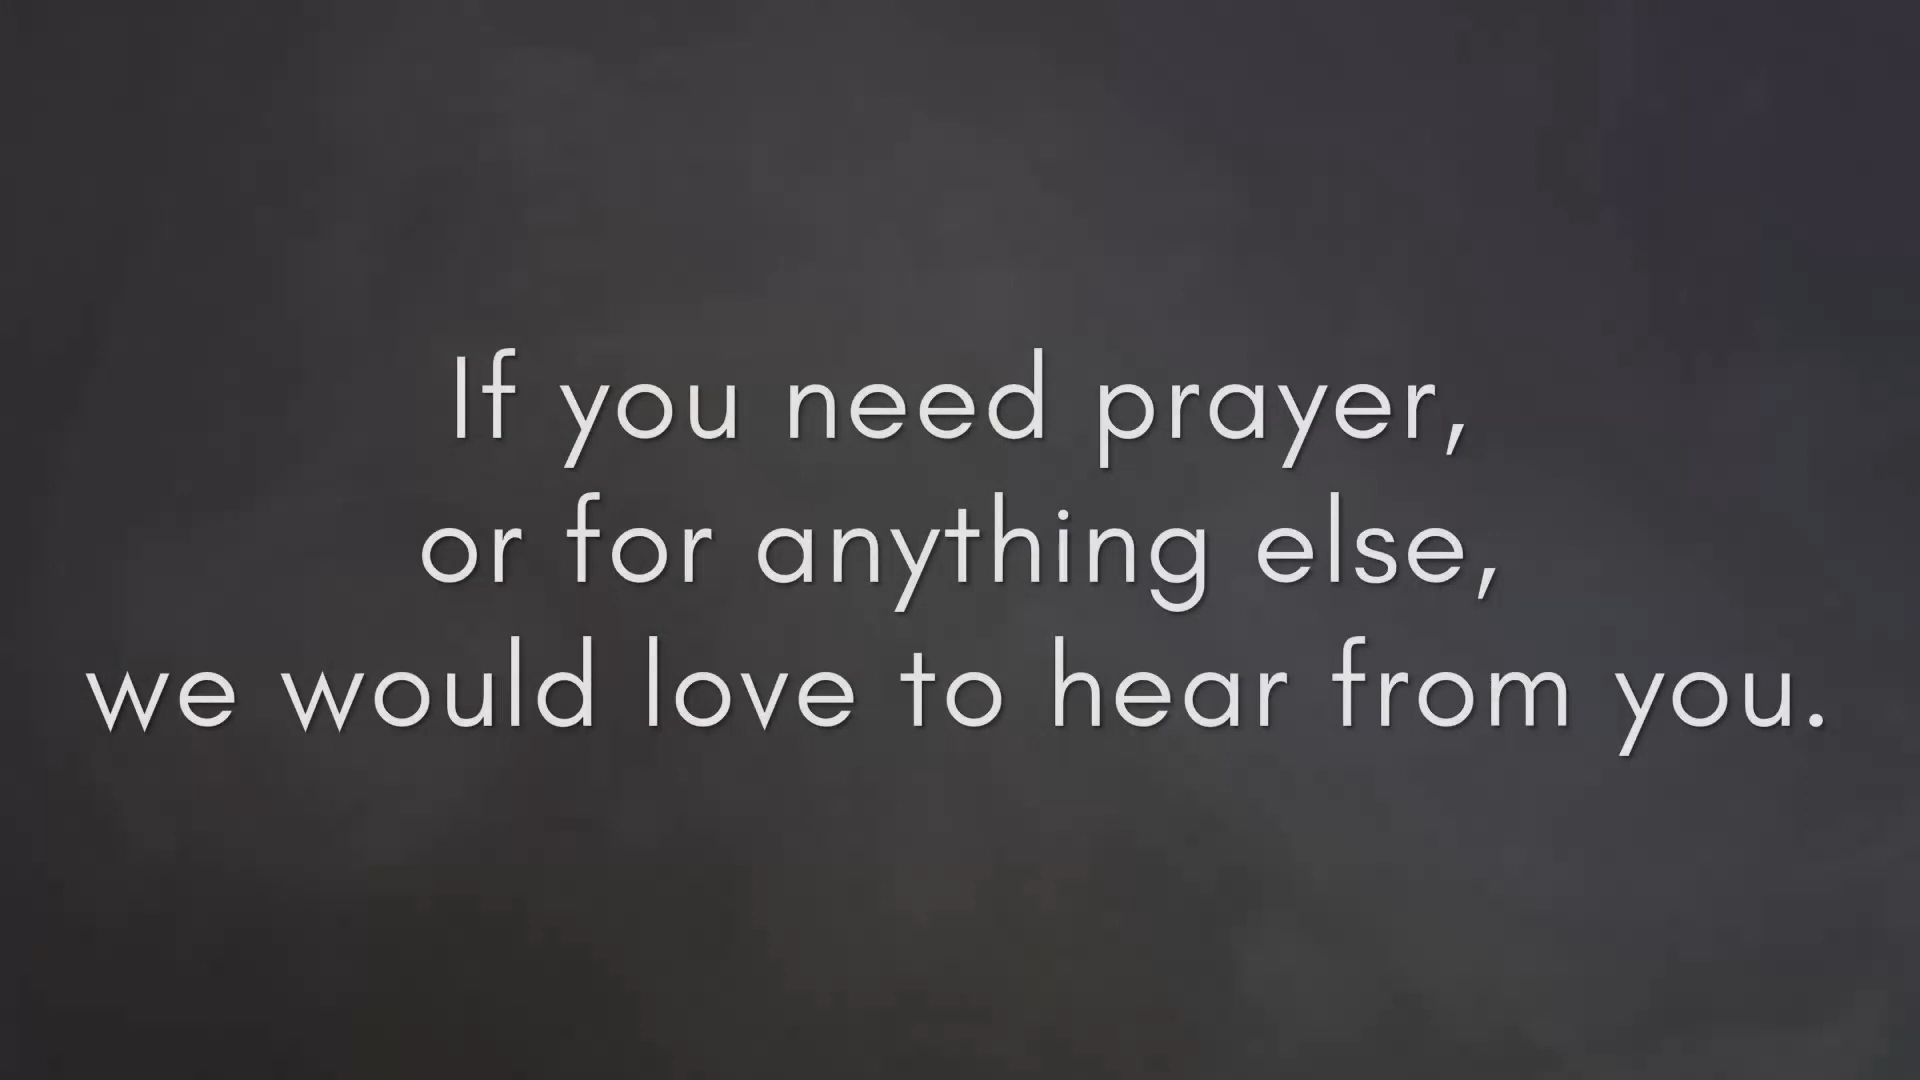 If you need prayer,
or for anything else,
we would love to hear from you.